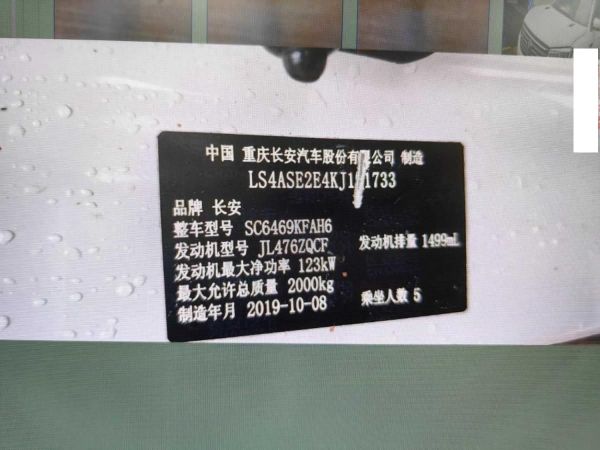 中国 重庆长安汽车股份有限公司 制造
品牌 长安
整车型号 SC6469KFAH6
发动机型号 JL476ZQCF
发动机排量 1499mL
发动机最大净功率 123kW
最大允许总质量 2000kg
乘坐人数 5
制造年月 2019-10-08